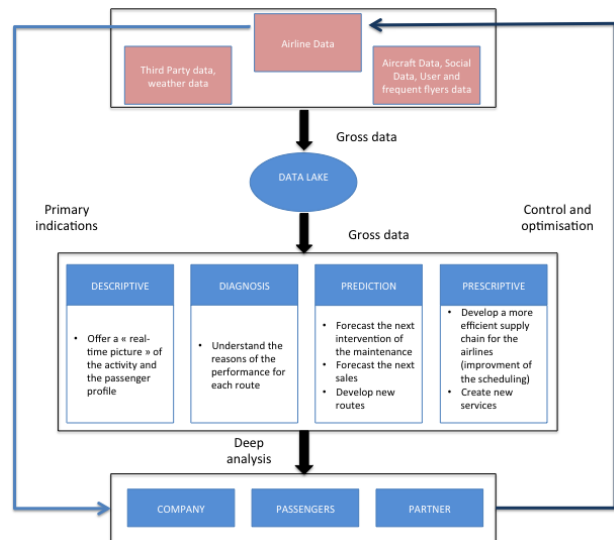 Airline Data
Third Party data,
weather data
Aircraft Data, Social
Data, User and
frequent flyers data
Gross data
DATA LAKE
Primary
indications
Control and
optimisation
Gross data
DESCRIPTIVE
• Offer a « real-
time picture » of
the activity and
the passenger
profile
DIAGNOSIS
• Understand the
reasons of the
performance for
each route
PREDICTION
• Forecast the next
intervention of
the maintenance
• Forecast the next
sales
• Develop new
routes
PRESCRIPTIVE
• Develop a more
efficient supply
chain for the
airlines
(improvment of
the scheduling)
• Create new
services
Deep
analysis
COMPANY
PASSENGERS
PARTNER